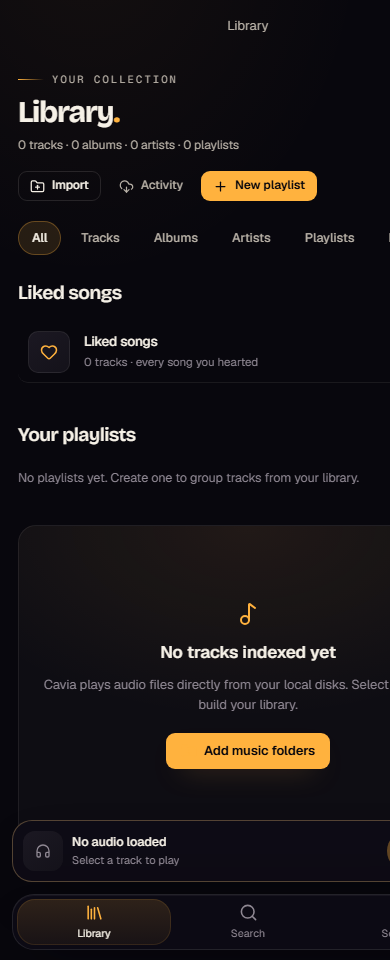 Library
YOUR COLLECTION
Library.
0 tracks · 0 albums · 0 artists · 0 playlists
Import
Activity
New playlist
All
Tracks
Albums
Artists
Playlists
Liked songs
Liked songs
0 tracks · every song you hearted
Your playlists
No playlists yet. Create one to group tracks from your library.
No tracks indexed yet
Cavia plays audio files directly from your local disks. Select
build your library.
Add music folders
No audio loaded
Select a track to play
Library
Search